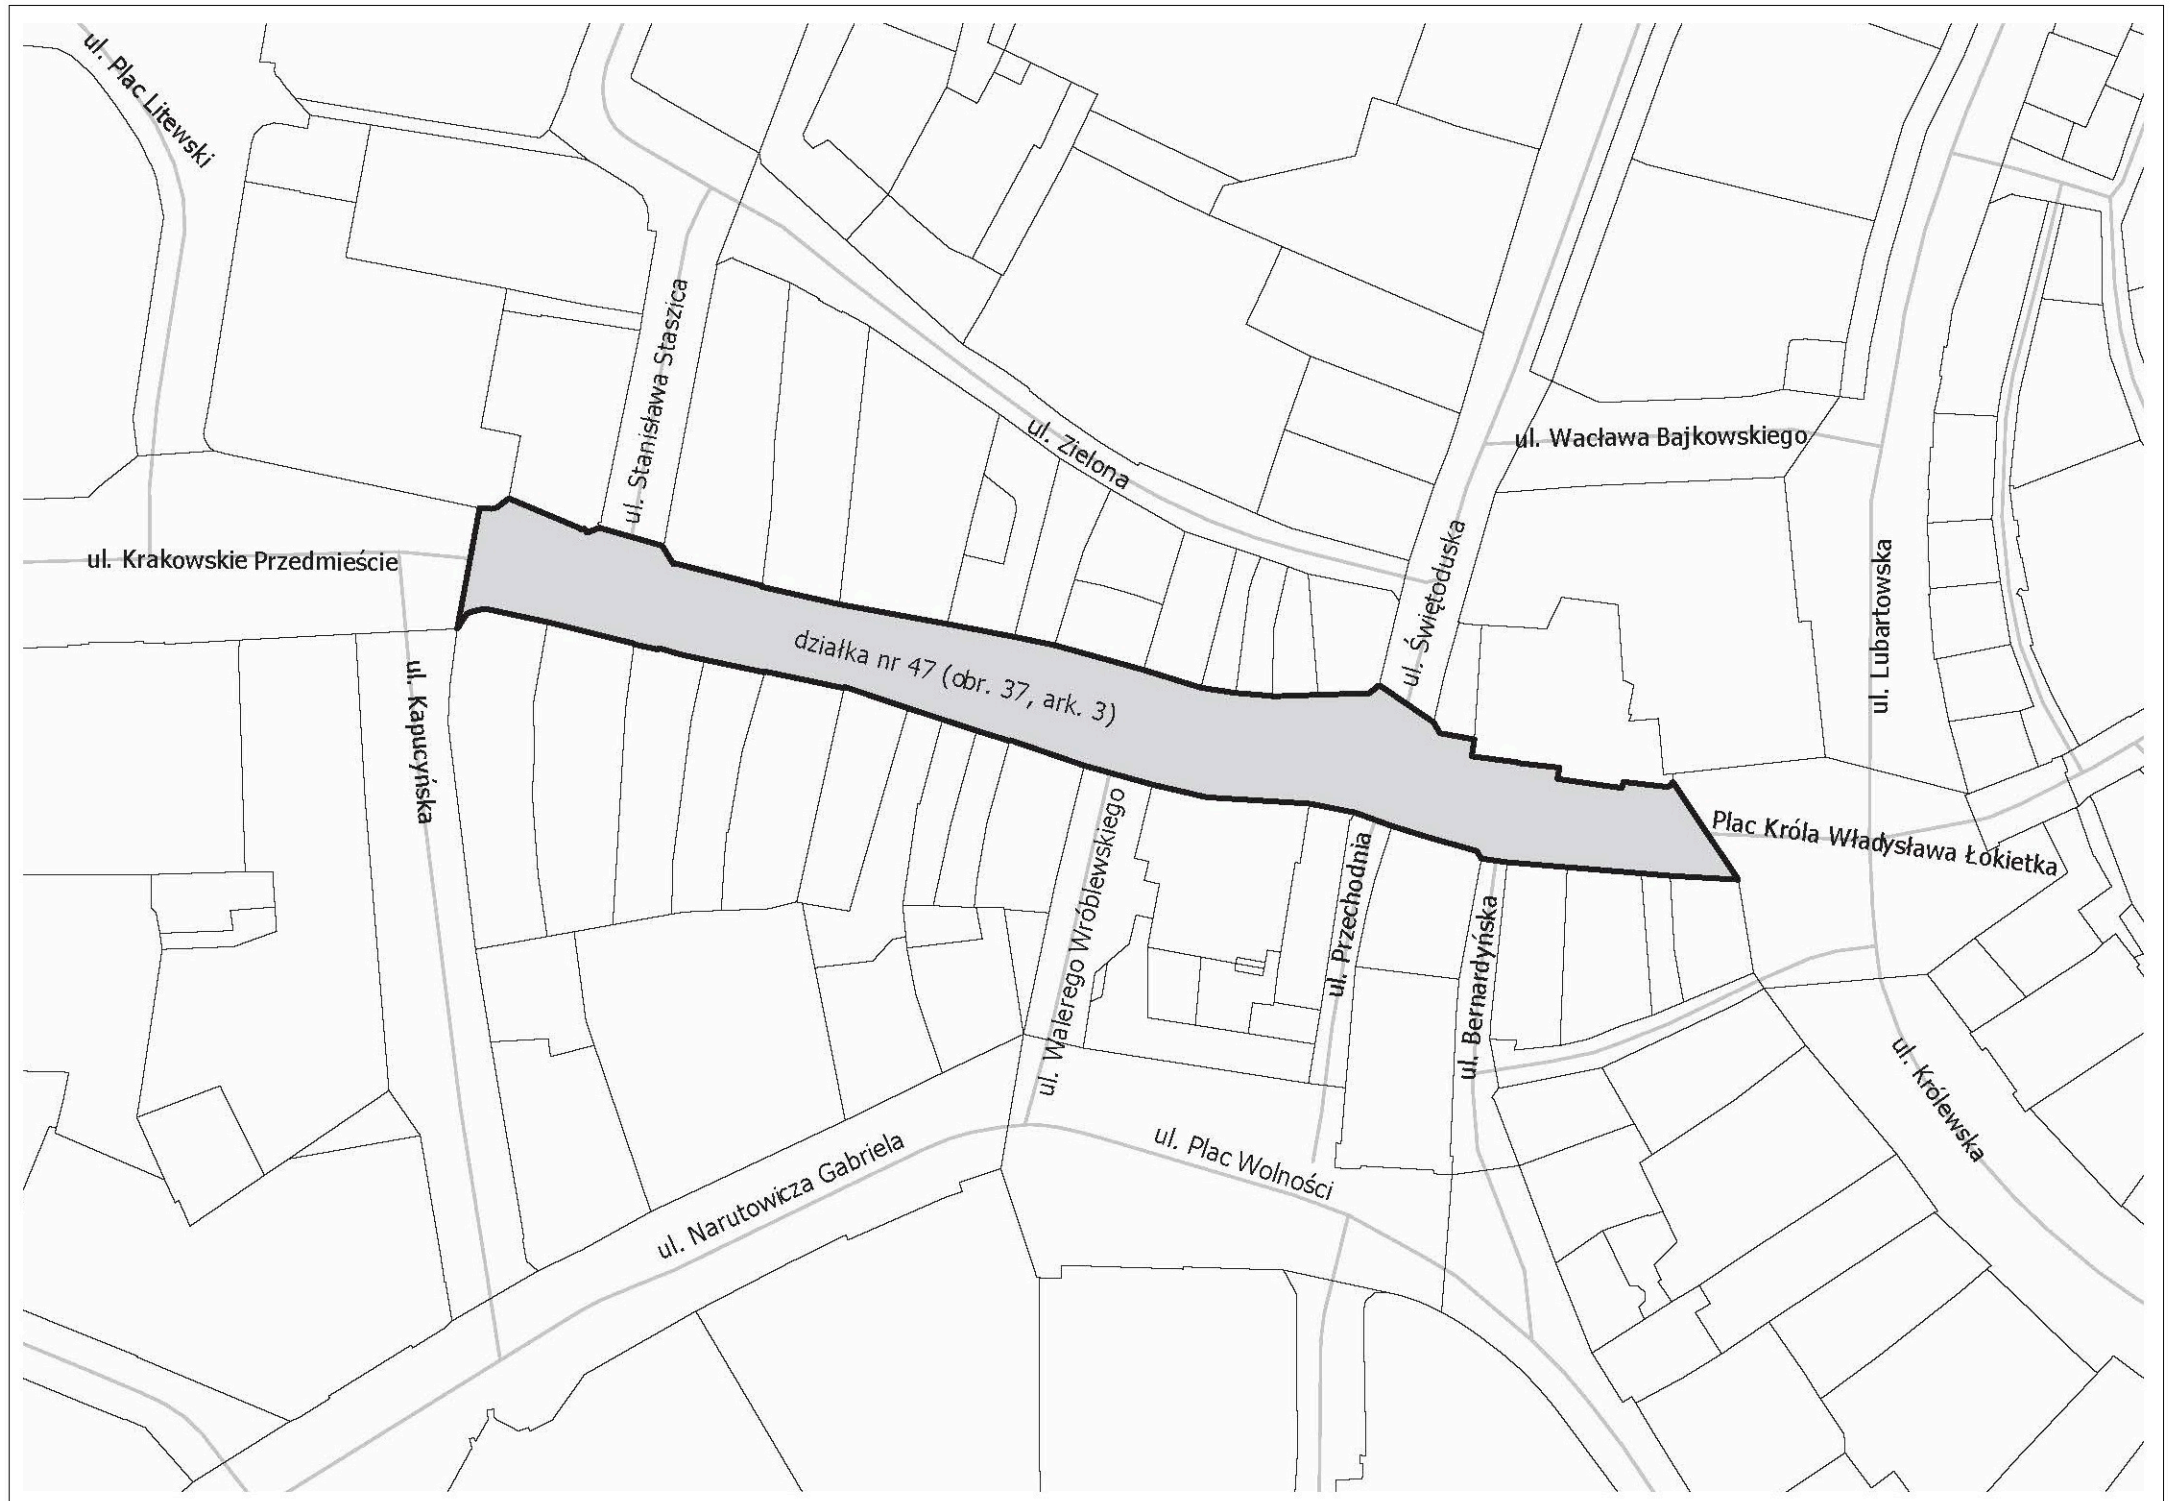 ul. Plac Litewski
ul. Stanisława Staszica
ul. Zielona
ul. Wacława Bajkowskiego
ul. Krakowskie Przedmieście
ul. Świętoduska
ul. Lubartowska
działka nr 47 (obr. 37, ark. 3)
ul. Kapucyńska
ul. Walerego Wróblewskiego
ul. Przechodnia
ul. Bernardyńska
Plac Króla Władysława Łokietka
ul. Królewska
ul. Narutowicza Gabriela
ul. Plac Wolności